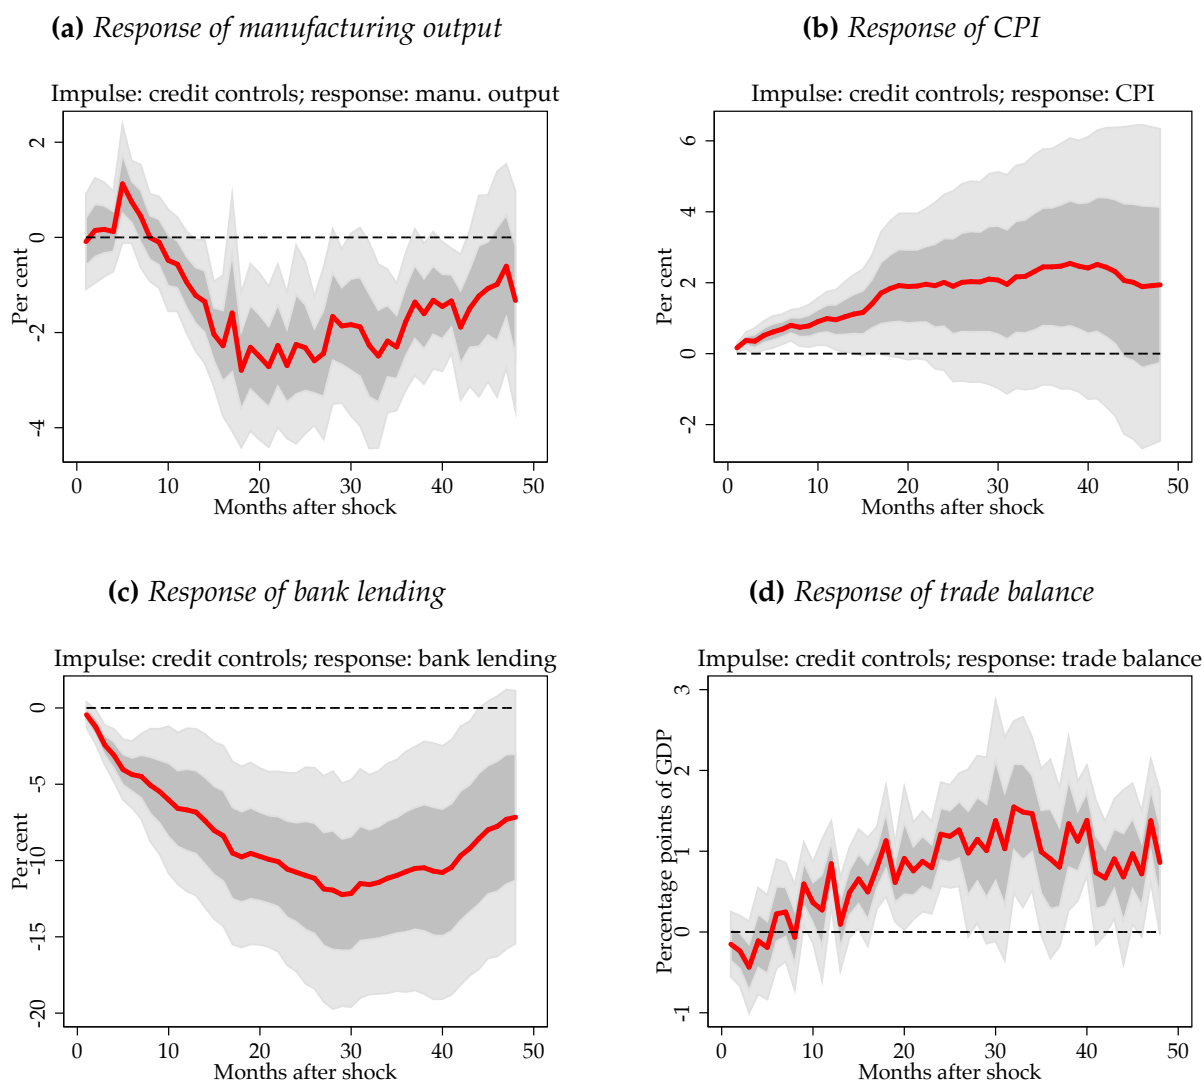 (a) Response of manufacturing output
Impulse: credit controls; response: manu. output
Per cent
2
0
-2
-4
0 10 20 30 40 50
Months after shock
(b) Response of CPI
Impulse: credit controls; response: CPI
Per cent
6
4
2
0
-2
0 10 20 30 40 50
Months after shock
(c) Response of bank lending
Impulse: credit controls; response: bank lending
Per cent
0
-5
-10
-15
-20
0 10 20 30 40 50
Months after shock
(d) Response of trade balance
Impulse: credit controls; response: trade balance
Percentage points of GDP
3
2
1
0
-1
0 10 20 30 40 50
Months after shock